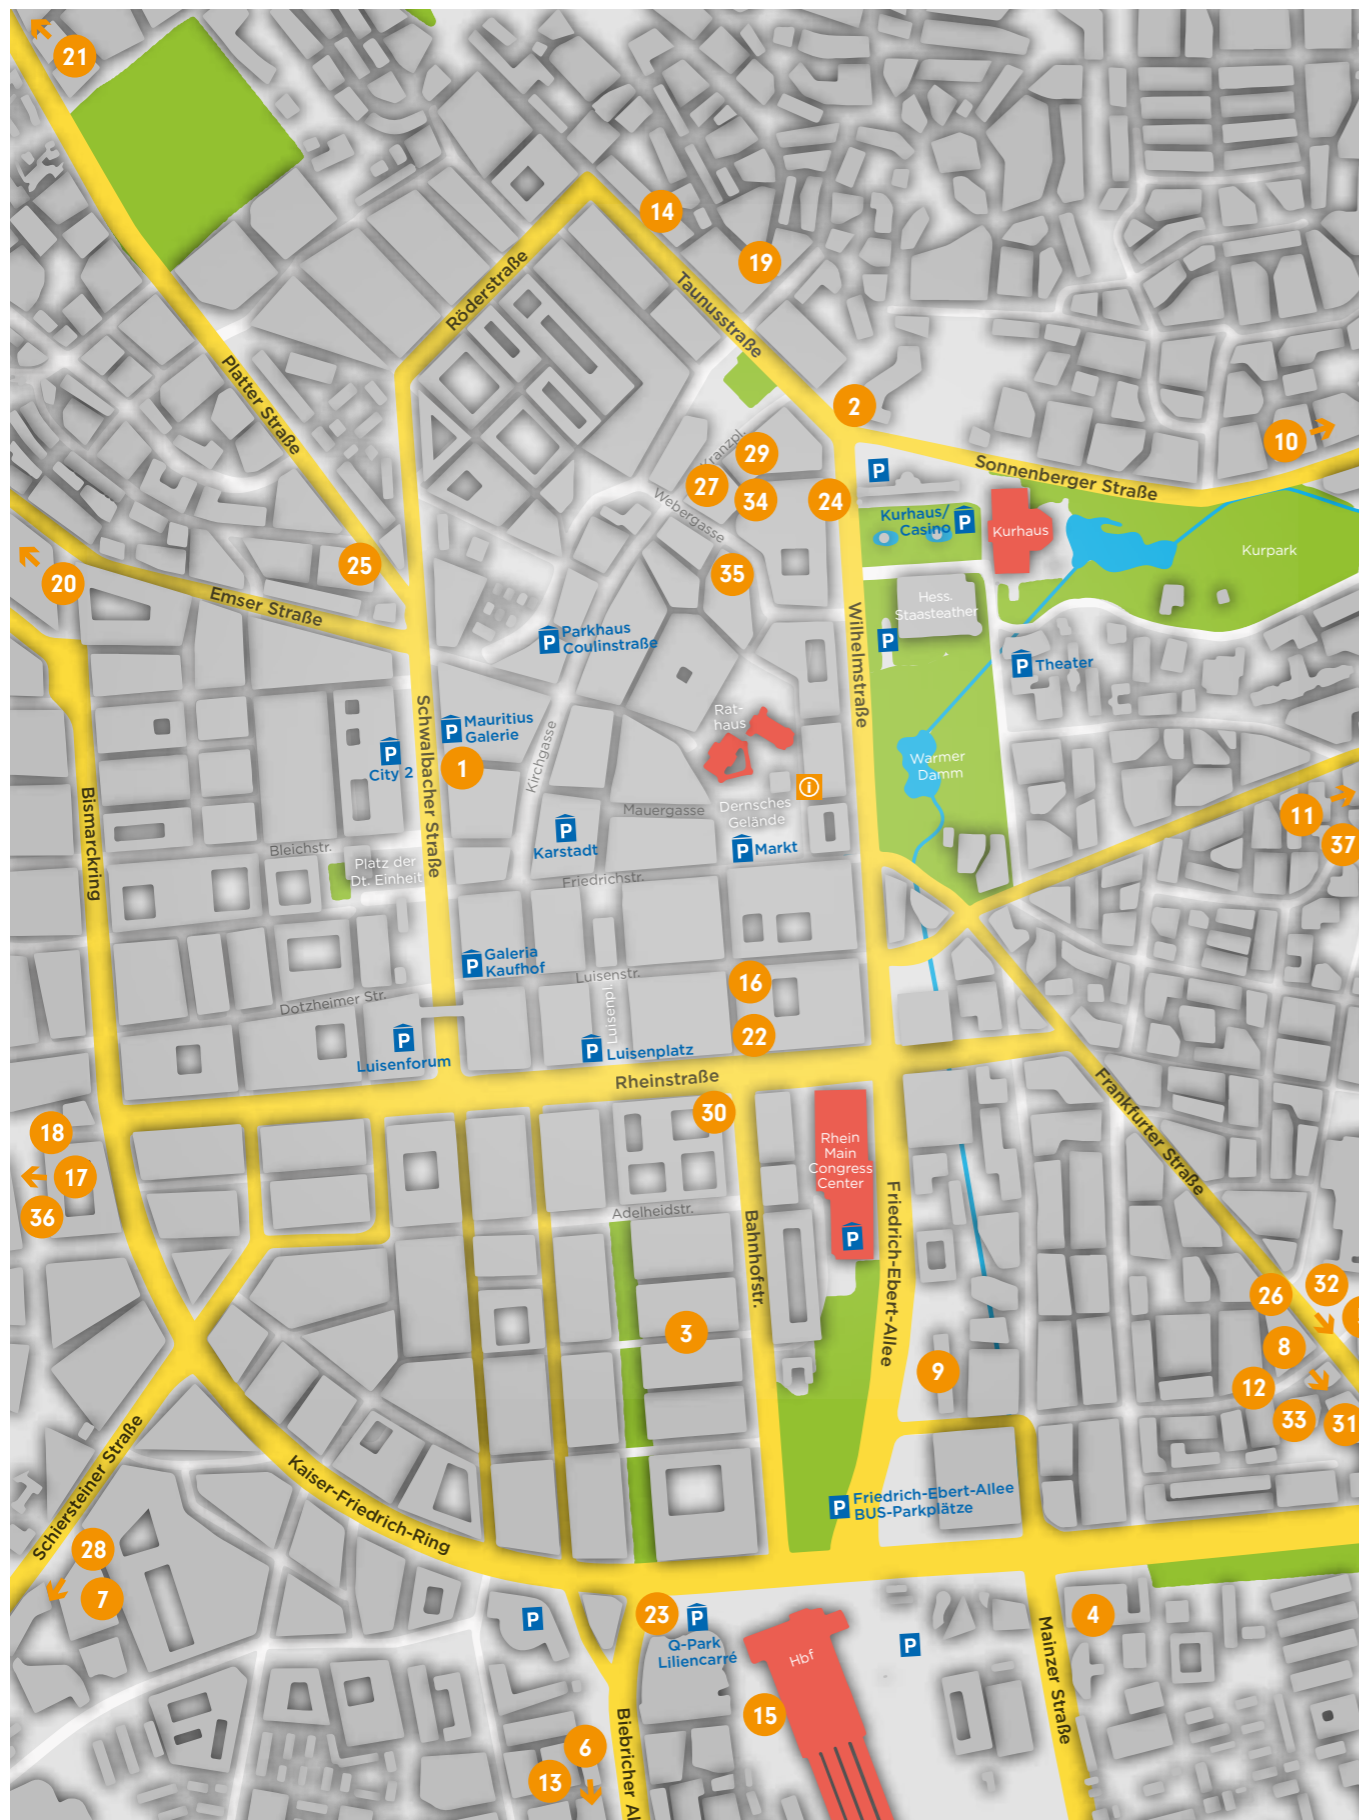 21
14
19
Röderstraße
Taunusstraße
Platter Straße
2
10
29
Kranzpl.
27
34
24
P
Sonnenberger Straße
Webergasse
Kurhaus/
Casino
P
Kurhaus
Kurpark
25
20
35
Emser Straße
Hess.
Staasteather
P
Parkhaus
Coulinstraße
P
P
Theater
Wilhelmstraße
Schwalbacher Straße
P
Mauritius
Galerie
Rat-
haus
P
City 2
1
Kirchgasse
Warmer
Damm
Bismarckring
i
Mauergasse
Dernsches
Gelände
11
37
P
Karstadt
P
Markt
Bleichstr.
Platz der
Dt. Einheit
Friedrichstr.
P
Galeria
Kaufhof
Luisenstr.
16
Dotzheimer Str.
Luisenpl.
22
P
Luisenforum
P
Luisenplatz
Rheinstraße
Frankfurter Straße
30
18
17
36
Rhein
Main
Congress
Center
P
Adelheidstr.
Bahnhofstr.
Friedrich-Ebert-Allee
26
32
3
8
9
12
33
31
Schiersteiner Straße
Kaiser-Friedrich-Ring
P
Friedrich-Ebert-Allee
BUS-Parkplätze
28
7
P
23
P
Q-Park
Liliencarré
Hbf
P
4
Mainzer Straße
15
6
13
Biebricher Al